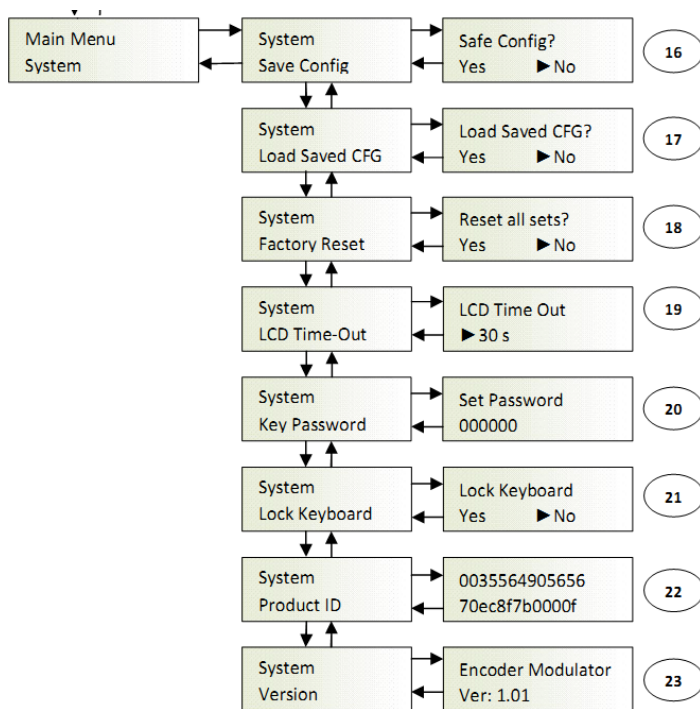 Main Menu
System
System
Save Config
Safe Config?
Yes ►No
16
System
Load Saved CFG
Load Saved CFG?
Yes ►No
17
System
Factory Reset
Reset all sets?
Yes ►No
18
System
LCD Time-Out
LCD Time Out
►30 s
19
System
Key Password
Set Password
000000
20
System
Lock Keyboard
Lock Keyboard
Yes ►No
21
System
Product ID
0035564905656
70ec8f7b0000f
22
System
Version
Encoder Modulator
Ver: 1.01
23